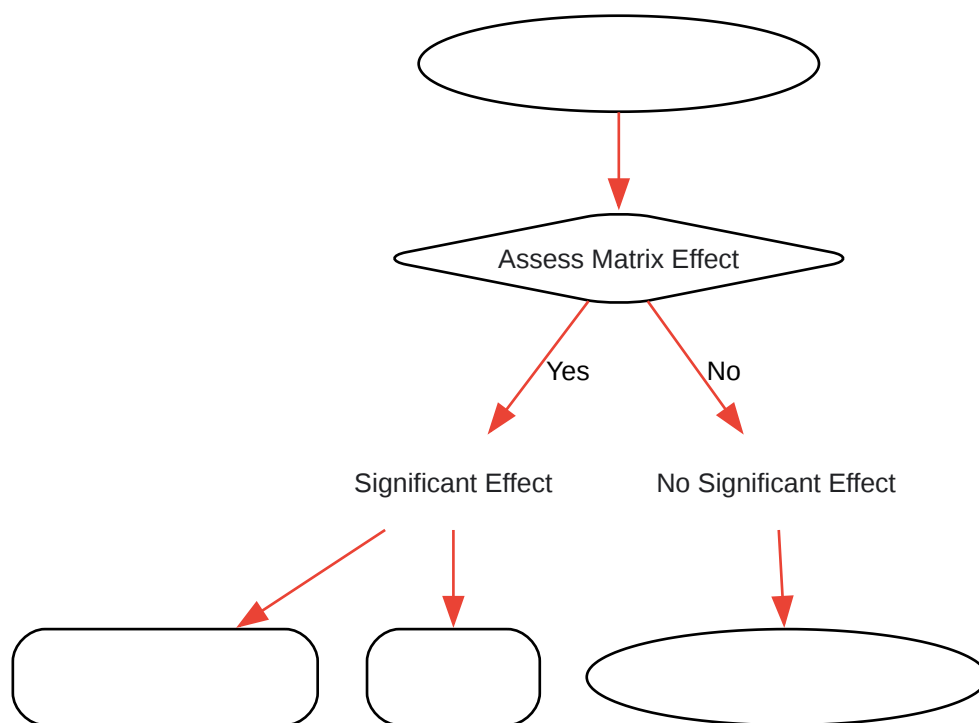 Assess Matrix Effect
Yes
No
Significant Effect
No Significant Effect